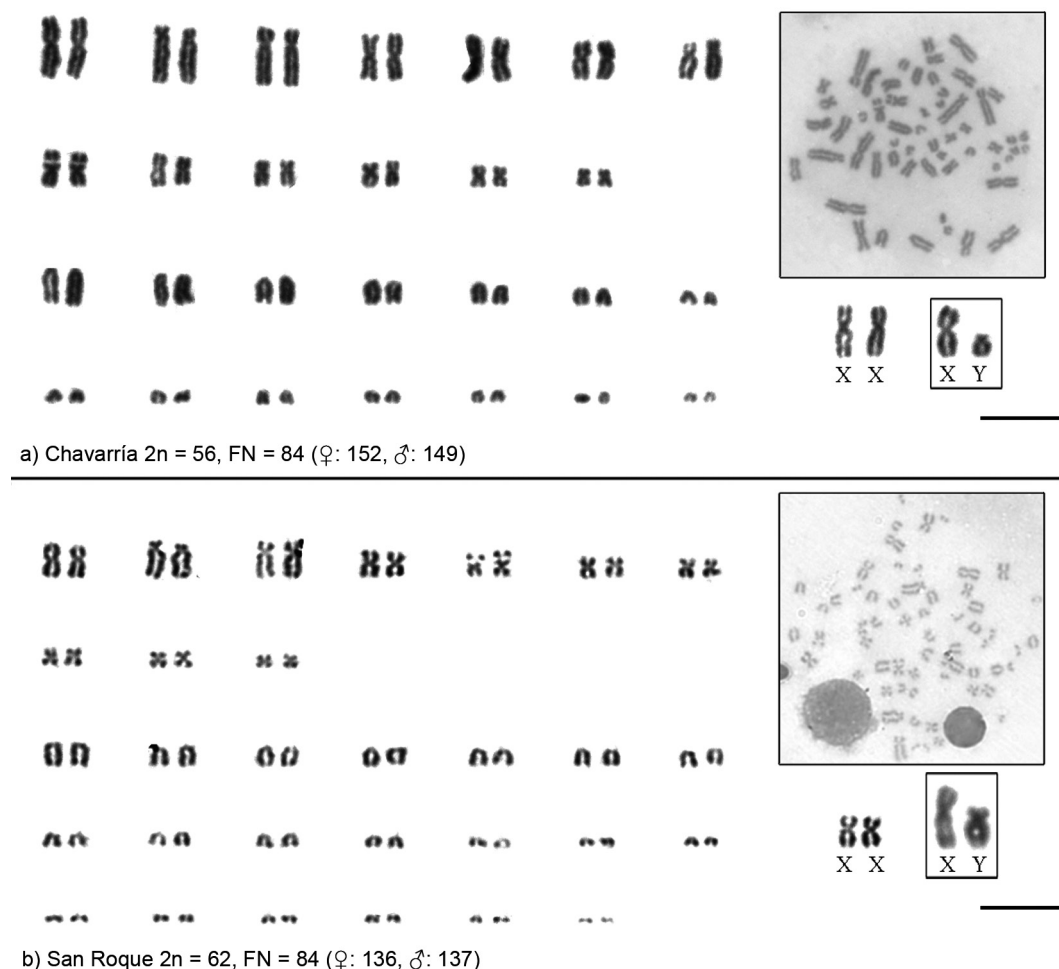 X X X Y
a) Chavarría 2n = 56, FN = 84 (♀: 152, ♂: 149)
X X X Y
b) San Roque 2n = 62, FN = 84 (♀: 136, ♂: 137)